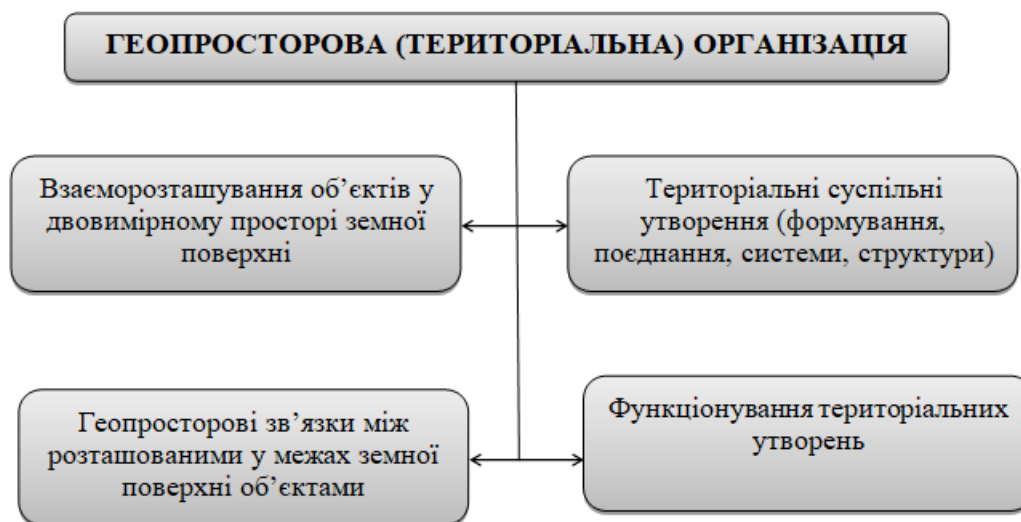 ГЕОПРОСТОРОВА (ТЕРИТОРІАЛЬНА) ОРГАНІЗАЦІЯ
Взаєморозташування об’єктів у
двовимірному просторі земної
поверхні
Територіальні суспільні
утворення (формування,
поєднання, системи, структури)
Геопросторові зв’язки між
розташованими у межах земної
поверхні об’єктами
Функціонування територіальних
утворень